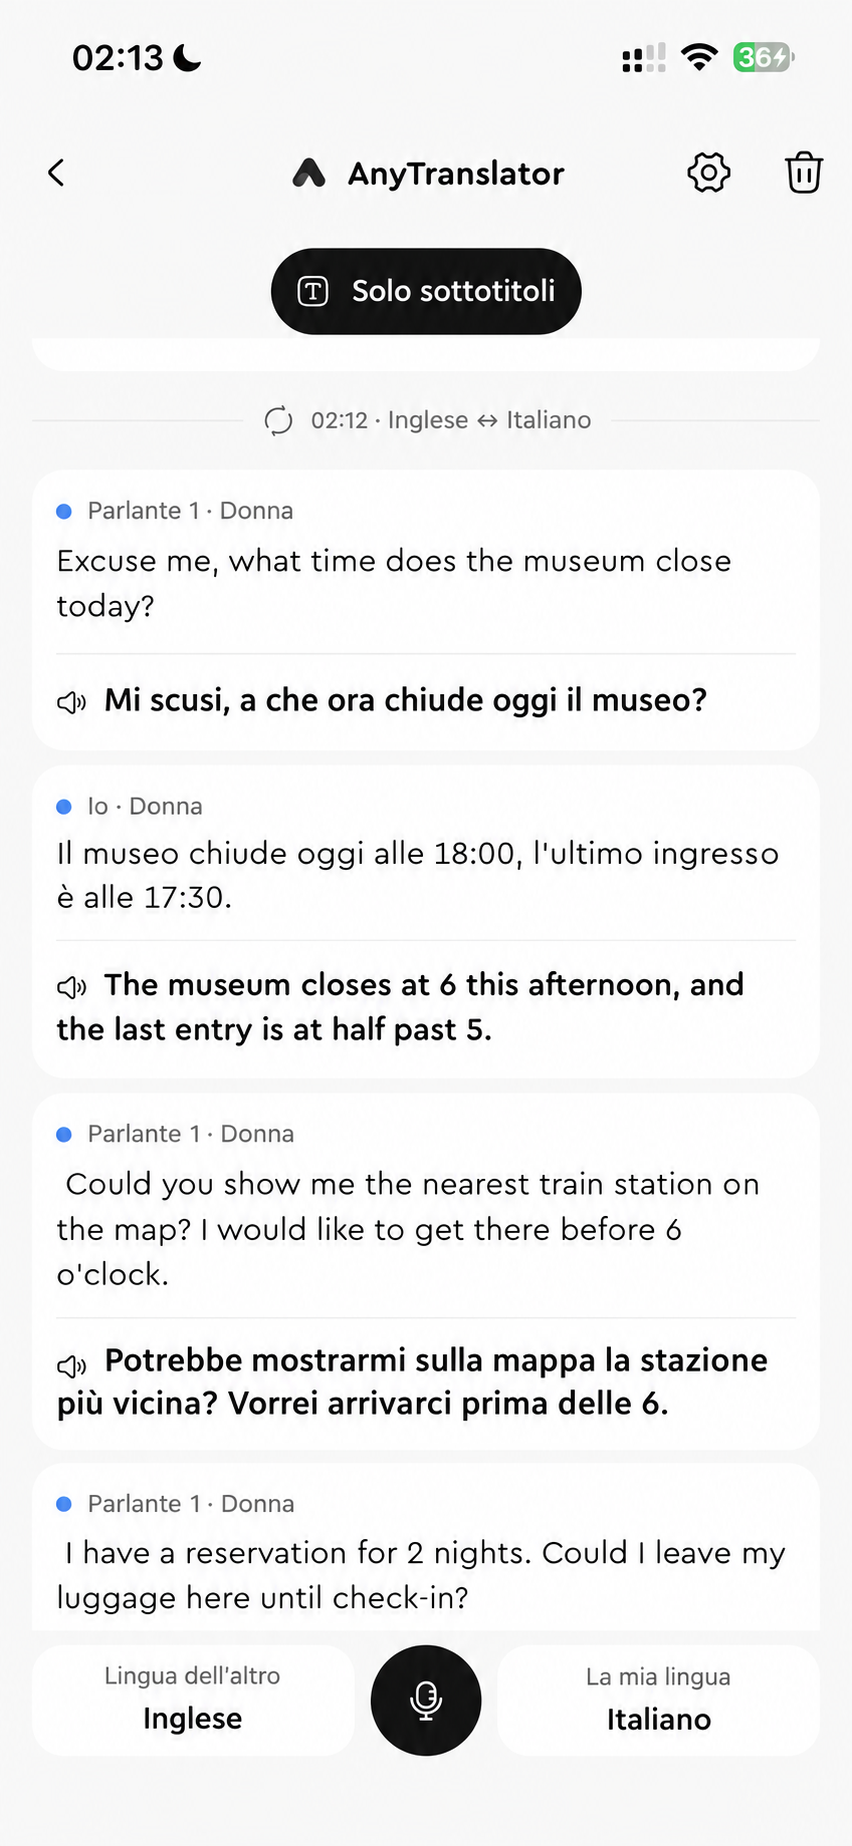 02:13
36
AnyTranslator
Solo sottotitoli
02:12 · Inglese ↔ Italiano
Parlante 1 · Donna
Excuse me, what time does the museum close
today?
Mi scusi, a che ora chiude oggi il museo?
Io · Donna
Il museo chiude oggi alle 18:00, l'ultimo ingresso
è alle 17:30.
The museum closes at 6 this afternoon, and
the last entry is at half past 5.
Parlante 1 · Donna
Could you show me the nearest train station on
the map? I would like to get there before 6
o'clock.
Potrebbe mostrarmi sulla mappa la stazione
più vicina? Vorrei arrivarci prima delle 6.
Parlante 1 · Donna
I have a reservation for 2 nights. Could I leave my
luggage here until check-in?
Lingua dell'altro
Inglese
La mia lingua
Italiano